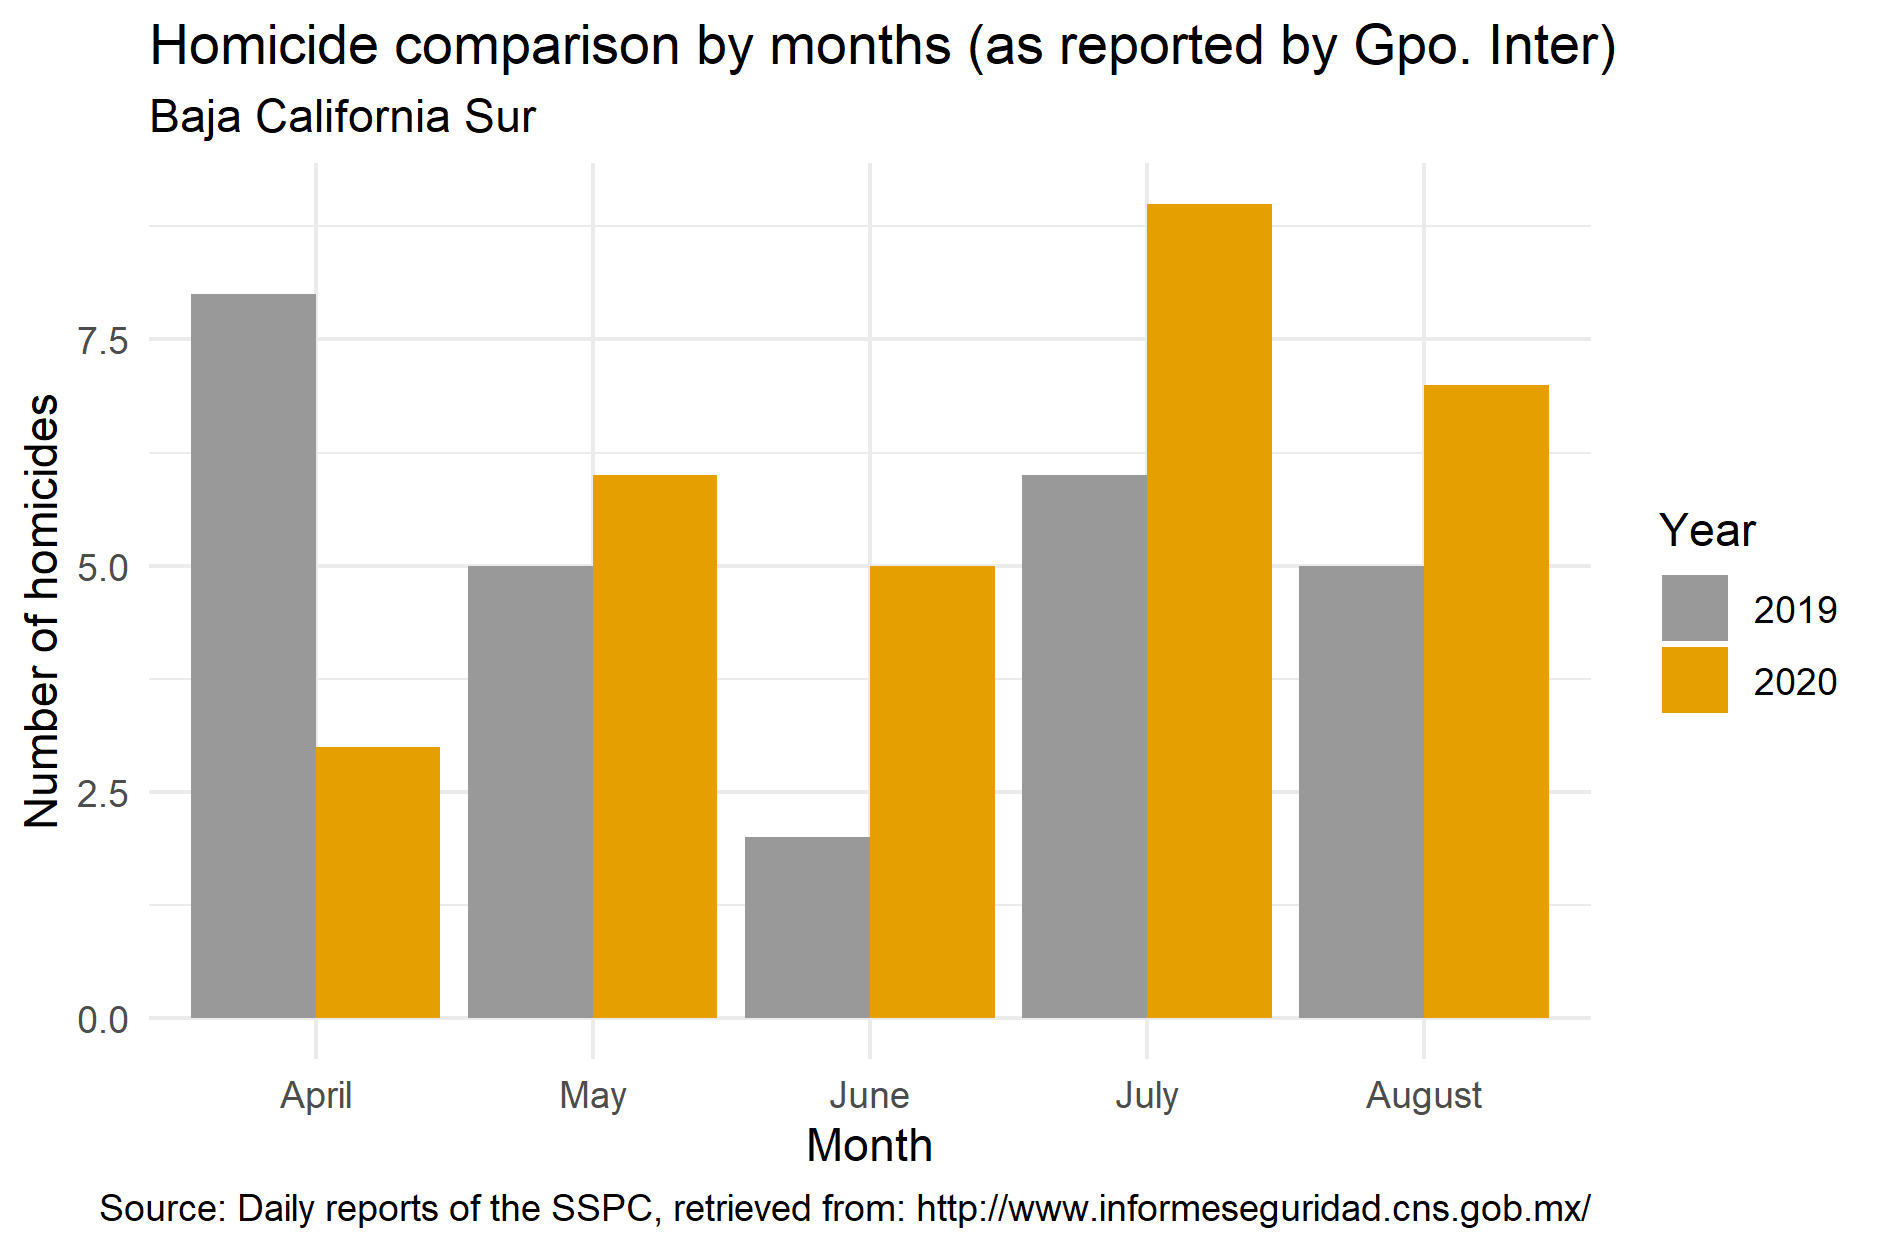 Homicide comparison by months (as reported by Gpo. Inter)
Baja California Sur
Number of homicides
7.5
5.0
2.5
0.0
April May June July August
Month
Year
2019
2020
Source: Daily reports of the SSPC, retrieved from: http://www.informeseguridad.cns.gob.mx/